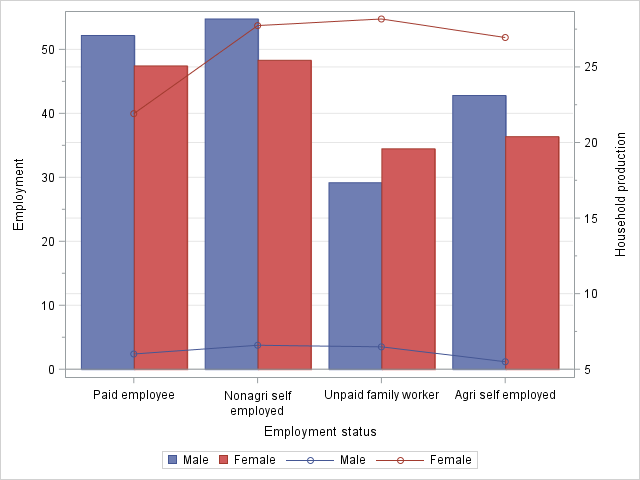 50
40
30
20
10
0
Employment
25
20
15
10
5
Household production
Paid employee
Nonagri self
employed
Unpaid family worker
Agri self employed
Employment status
Male Female Male Female